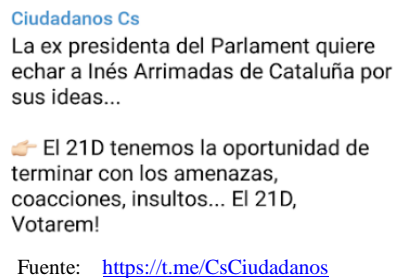 Ciudadanos Cs
La ex presidenta del Parlament quiere
echar a Inés Arrimadas de Cataluña por
sus ideas...
👉🏻 El 21D tenemos la oportunidad de
terminar con los amenazas,
coacciones, insultos... El 21D,
Votarem!
Fuente: https://t.me/CsCiudadanos